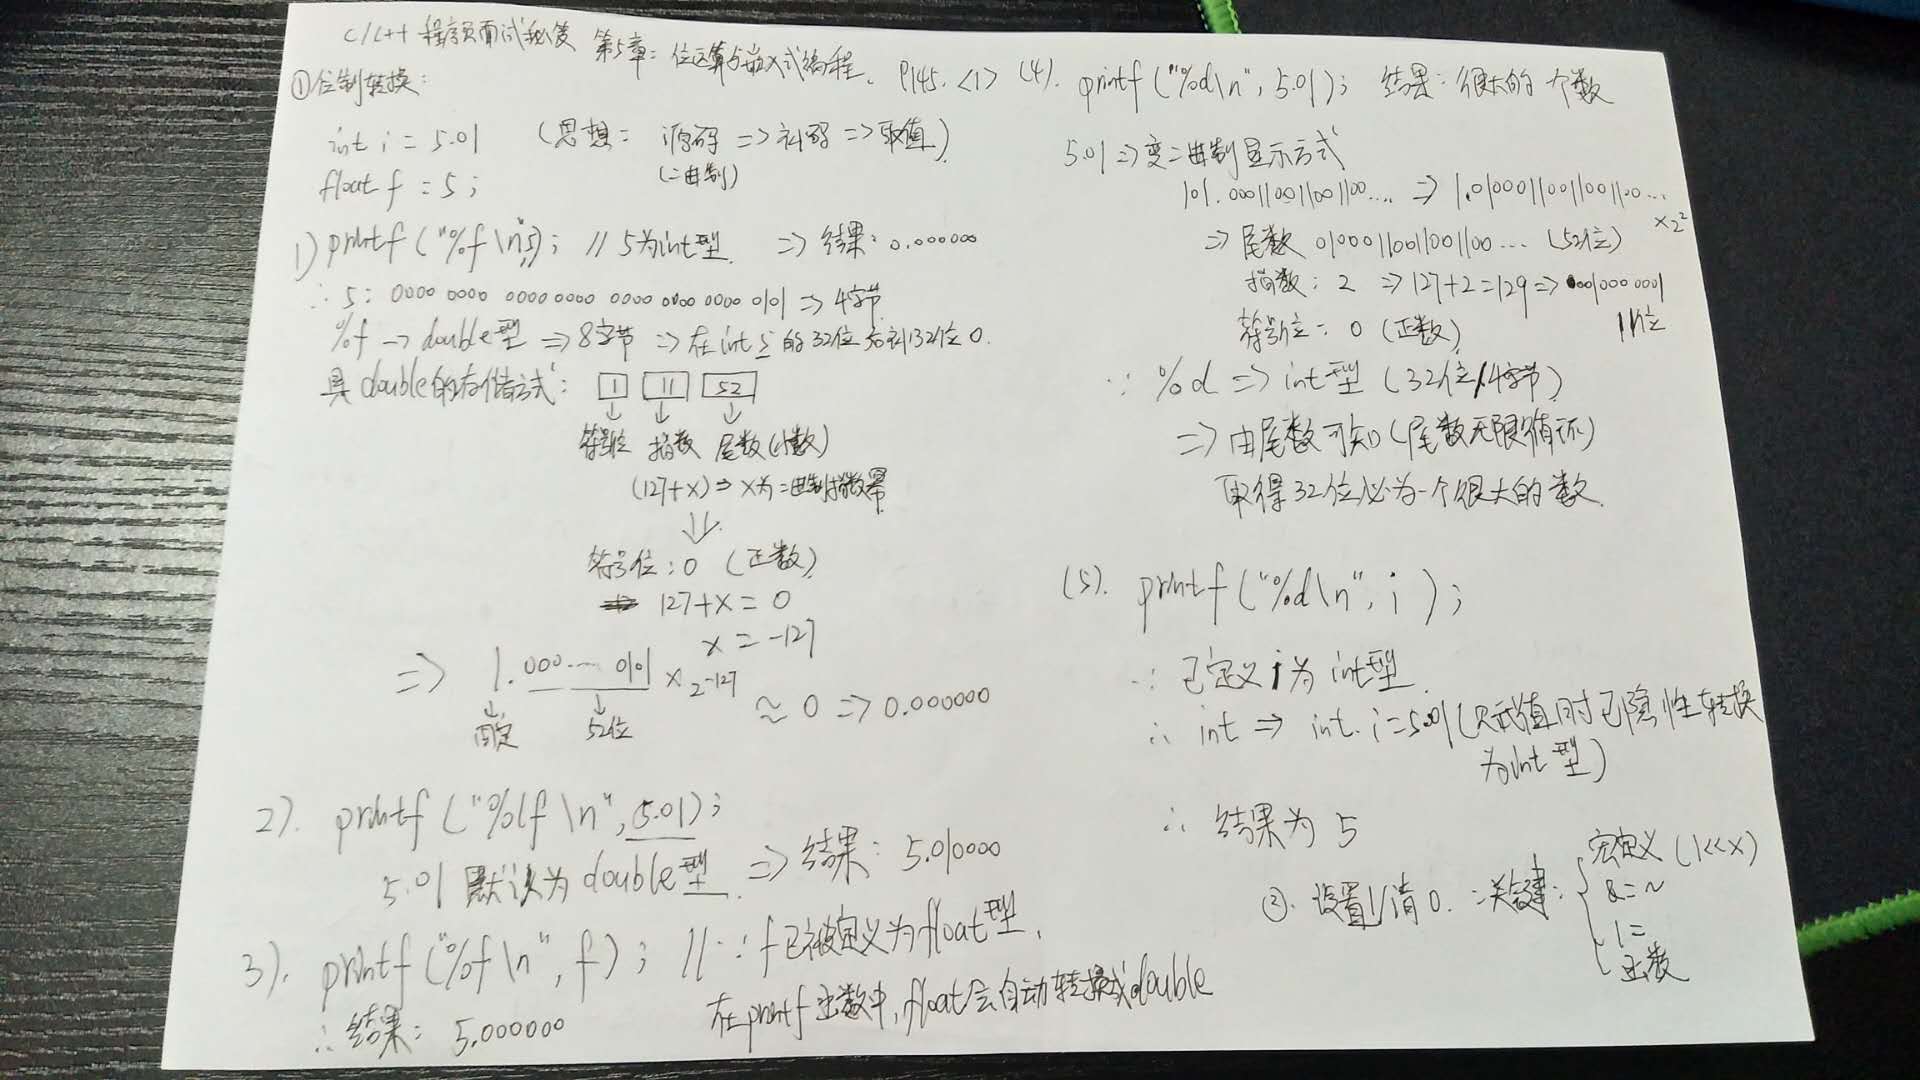 C/C++ 程序员面试秘笈 第5章: 位运算与嵌入式编程. P145. <1>
①位制转换:
int i = 5.01 (思想: 源码 => 补码 => 取值)
(二进制)
float f = 5;
1) printf ("%f \n",5); // 5为int型. => 结果: 0.000000
∴ 5: 0000 0000 0000 0000 0000 0000 0000 0101 => 4字节
%f → double型 => 8字节 => 在int 5 的32位后补32位0.
具double的存储方式: 1 11 52
符号位 指数 尾数(小数)
(127+x) => x为二进制指数幂
符号位: 0 (正数)
127+x = 0
x = -127
=> 1.000… 0101 × 2-127 ≈ 0 => 0.000000
固定 52位
2). printf ("%lf \n", 5.01);
5.01 默认为 double型. => 结果: 5.010000
3). printf ("%f \n", f); // ∵ f已被定义为float型.
在printf函数中, float会自动转换成double
∴ 结果: 5.000000
(4). printf ("%d\n", 5.01); 结果: 很大的一个数
5.01 => 变二进制显示方式
101.000110011001100.... => 1.01000110011001100... ×2²
=> 尾数 01000110011001100... (52位)
指数: 2 => 127+2=129 => 00010000001
11位
符号位: 0 (正数)
∵ %d => int型 (32位/4字节)
=> 由尾数可知 (尾数无限循环)
取得32位必为一个很大的数.
(5). printf ("%d\n", i);
∵ 已定义 i 为 int型.
∴ int => int. i=5.01 (只赋值时已隐性转换
为int型)
∴ 结果为 5
②. 设置1/清0. ∴关键:
宏定义 (1<<x)
&=~
|=
函数